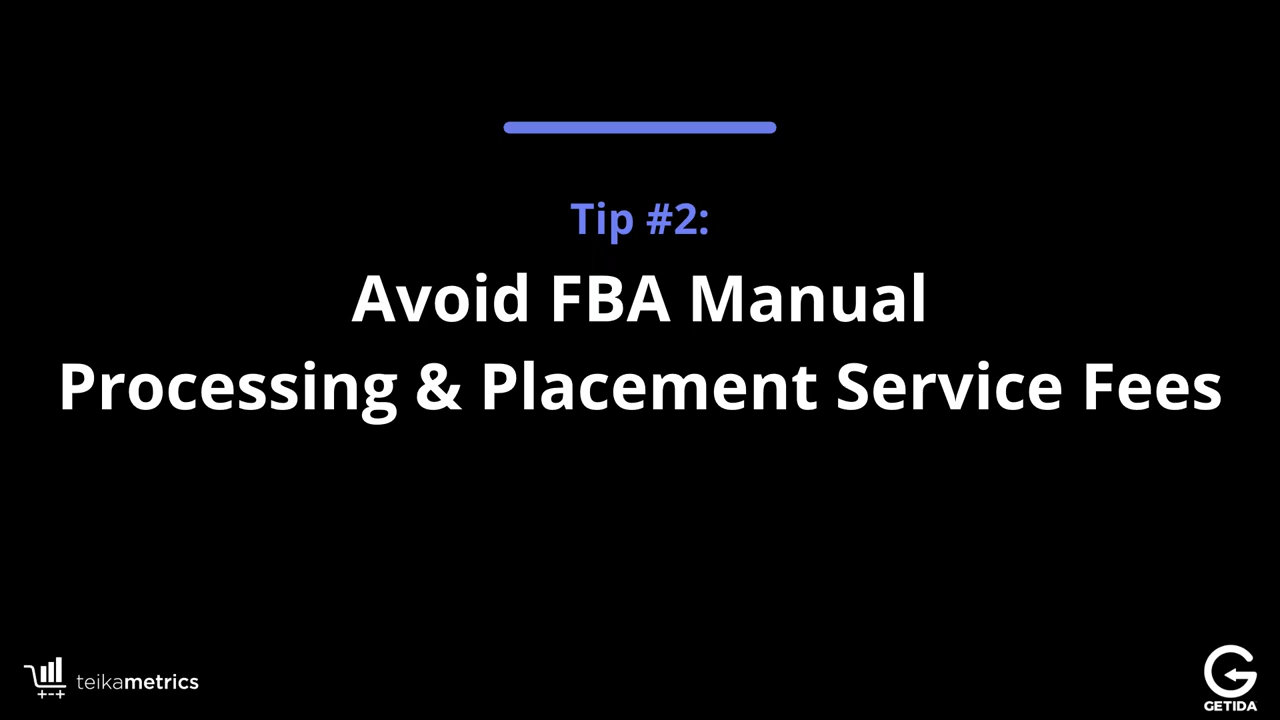 Tip #2:
Avoid FBA Manual
Processing & Placement Service Fees
teikametrics
GETIDA